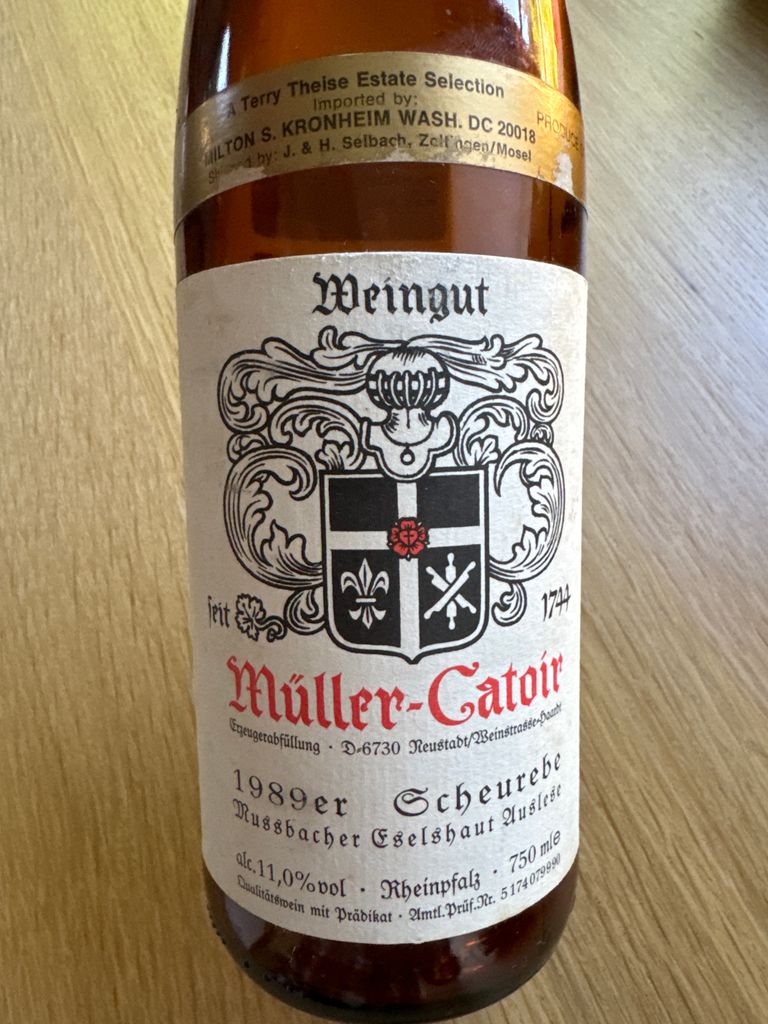 A Terry Theise Estate Selection
Imported by:
MILTON S. KRONHEIM WASH. DC 20018
by: J. & H. Selbach, Zeltingen/Mosel
Weingut
seit 1744
Müller-Catoir
Erzeugerabfüllung · D-6730 Neustadt/Weinstrasse-Haardt
1989er Scheurebe
Mussbacher Eselshaut Auslese
alc.11,0%vol · Rheinpfalz · 750 ml e
Qualitätswein mit Prädikat · Amtl.Prüf.Nr. 5174079990